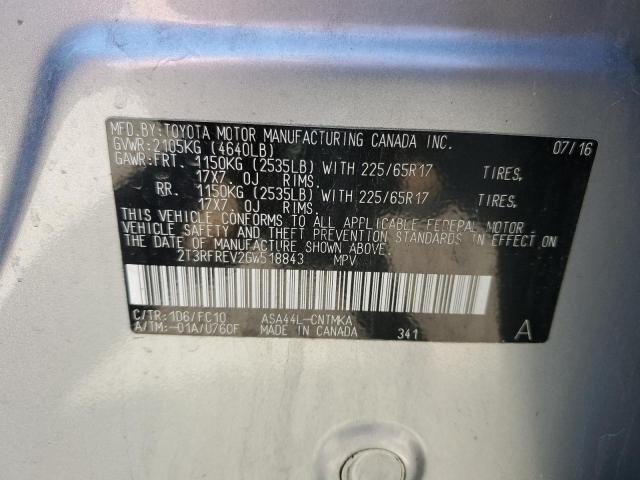 MFD.BY:TOYOTA MOTOR MANUFACTURING CANADA INC. 07/16
GVWR:2105KG (4640LB)
GAWR:FRT. 1150KG (2535LB) WITH 225/65R17 TIRES,
17X7 0J RIMS.
RR. 1150KG (2535LB) WITH 225/65R17 TIRES,
17X7 0J RIMS.
THIS VEHICLE CONFORMS TO ALL APPLICABLE FEDERAL MOTOR
VEHICLE SAFETY AND THEFT PREVENTION STANDARDS IN EFFECT ON
THE DATE OF MANUFACTURE SHOWN ABOVE.
2T3RFREV2GW518843 MPV
C/TR:1D6/FC10 ASA44L-CNTMKA
A/TM:-01A/U760F MADE IN CANADA 341 A